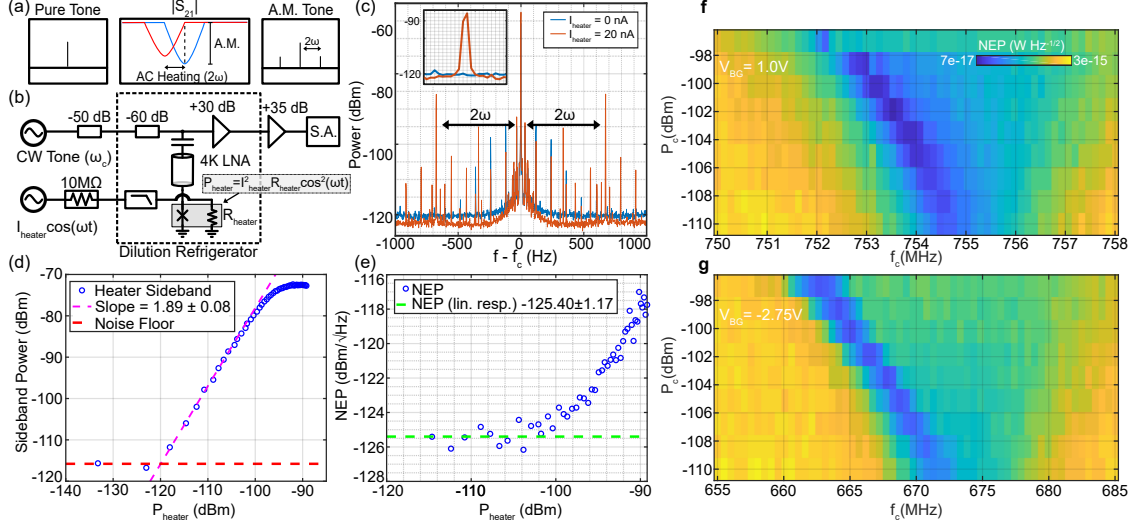 (a) Pure Tone
|S21|
A.M. Tone
A.M.
2ω
AC Heating (2ω)
(b)
-50 dB
-60 dB
+30 dB
+35 dB
S.A.
CW Tone (ωc)
4K LNA
10MΩ
Pheater=I²heaterRheatercos²(ωt)
Rheater
Iheatercos(ωt)
Dilution Refrigerator
(c)
Iheater = 0 nA
Iheater = 20 nA
-90
-120
2ω
2ω
Power (dBm)
-60
-80
-100
-120
-1000
-500
0
500
1000
f - fc (Hz)
(d)
Heater Sideband
Slope = 1.89 ± 0.08
Noise Floor
Sideband Power (dBm)
-70
-80
-90
-100
-110
-120
-140
-130
-120
-110
-100
-90
Pheater (dBm)
(e)
NEP
NEP (lin. resp.) -125.40±1.17
NEP (dBm/√Hz)
-116
-118
-120
-122
-124
-126
-128
-120
-110
-100
-90
Pheater (dBm)
f
VBG= 1.0V
NEP (W Hz-1/2)
7e-17
3e-15
Pc(dBm)
-98
-100
-102
-104
-106
-108
-110
750
751
752
753
754
755
756
757
758
fc(MHz)
g
VBG= -2.75V
Pc(dBm)
-98
-100
-102
-104
-106
-108
-110
655
660
665
670
675
680
685
fc(MHz)